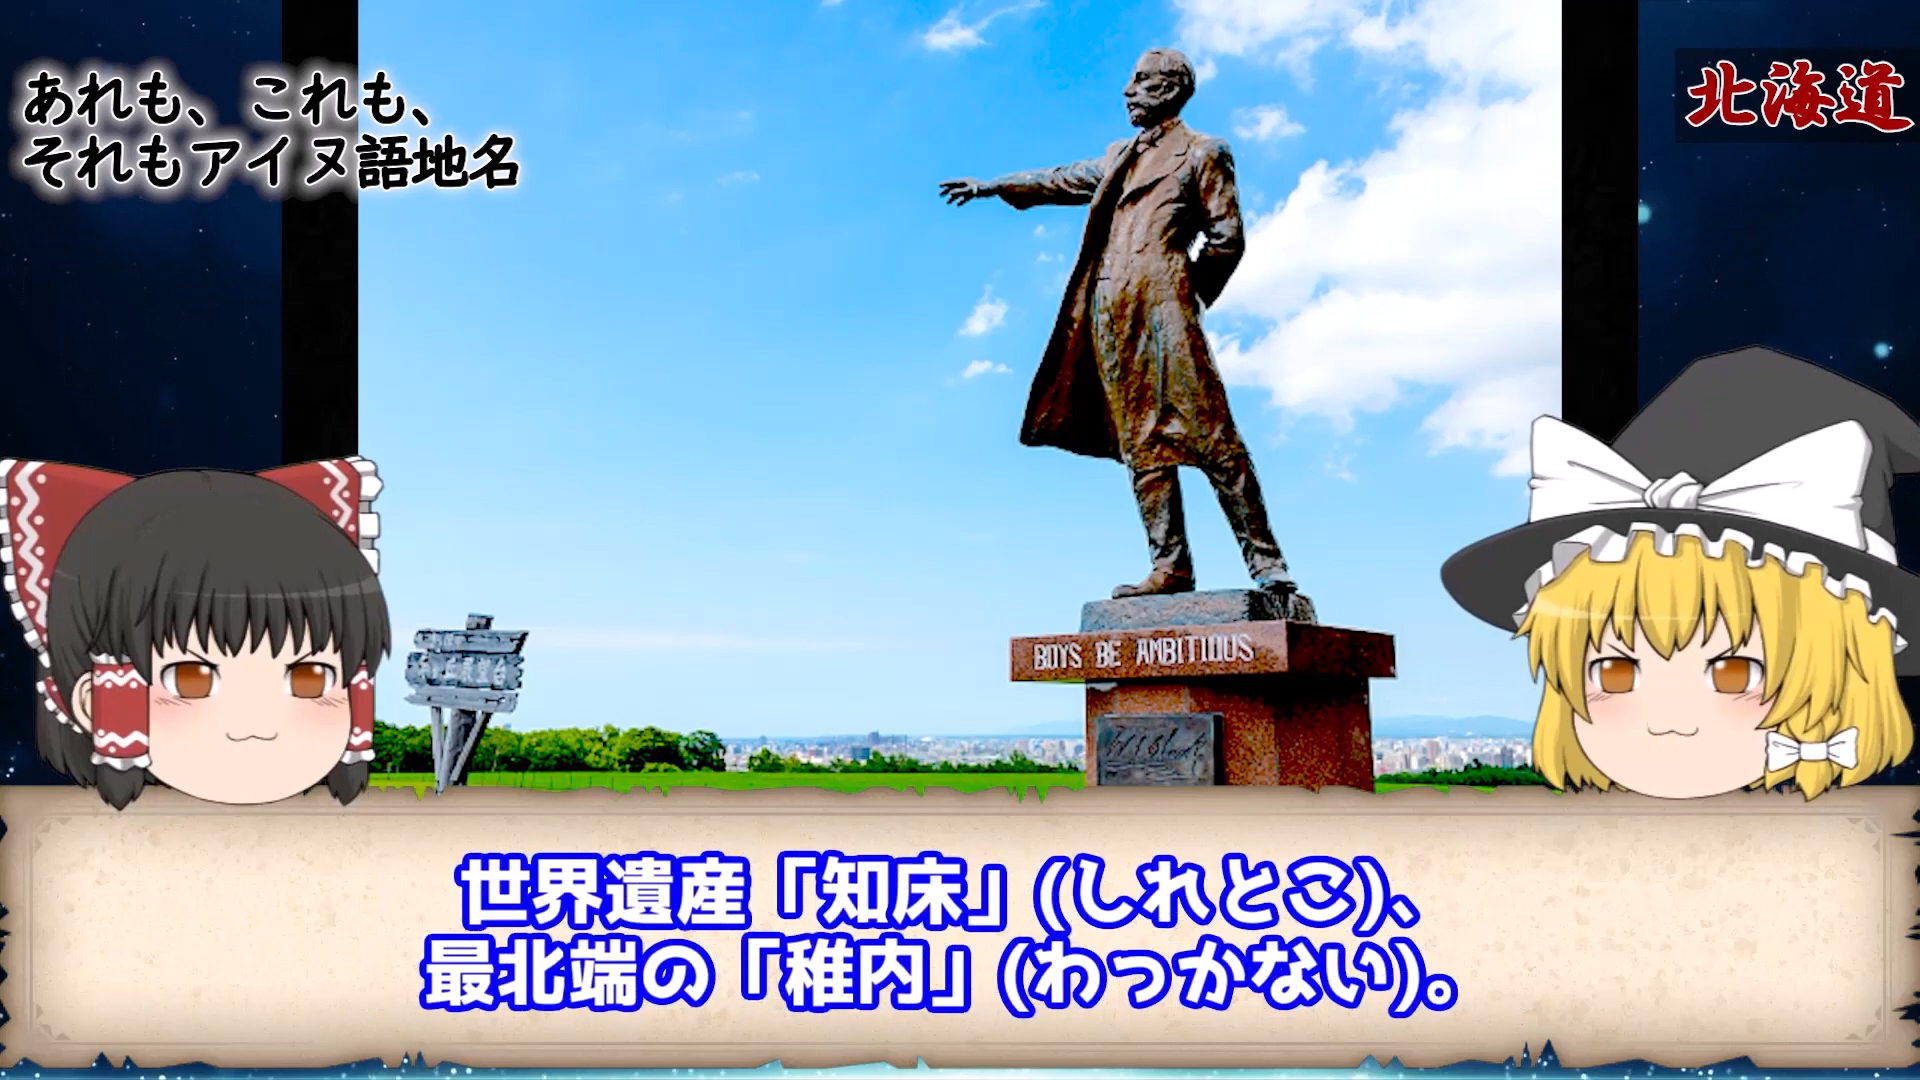 あれも、これも、
それもアイヌ語地名
北海道
BOYS BE AMBITIOUS
世界遺産「知床」(しれとこ)、
最北端の「稚内」(わっかない)。